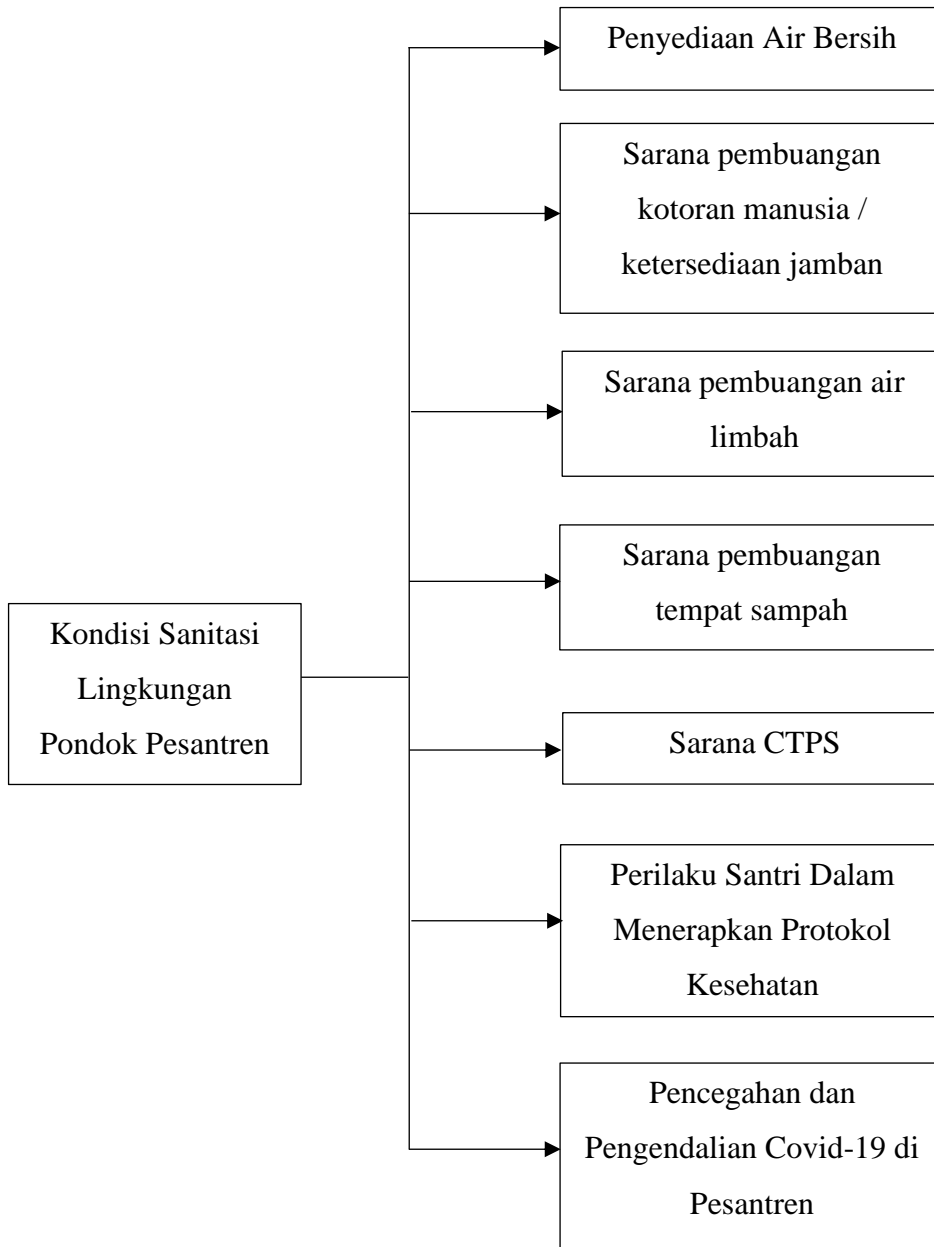 Penyediaan Air Bersih
Sarana pembuangan
kotoran manusia /
ketersediaan jamban
Sarana pembuangan air
limbah
Sarana pembuangan
tempat sampah
Kondisi Sanitasi
Lingkungan
Pondok Pesantren
Sarana CTPS
Perilaku Santri Dalam
Menerapkan Protokol
Kesehatan
Pencegahan dan
Pengendalian Covid-19 di
Pesantren